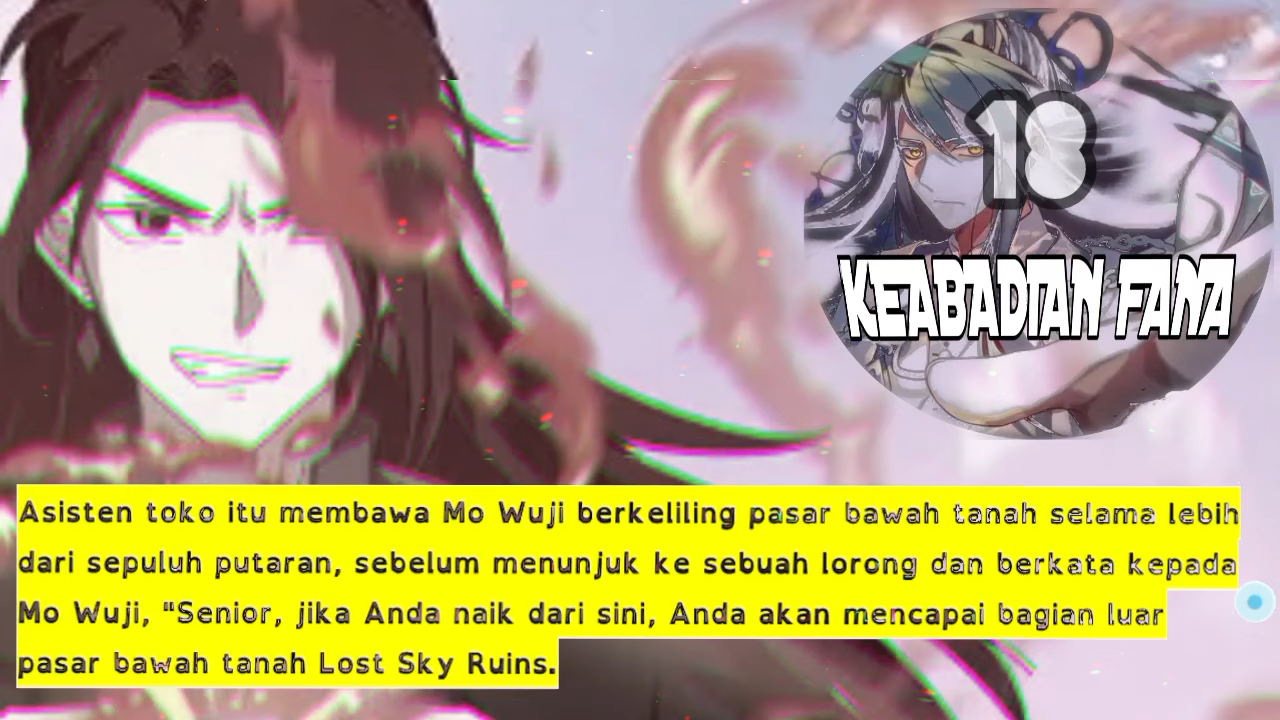 18
KEABADIAN FANA
Asisten toko itu membawa Mo Wuji berkeliling pasar bawah tanah selama lebih
dari sepuluh putaran, sebelum menunjuk ke sebuah lorong dan berkata kepada
Mo Wuji, "Senior, jika Anda naik dari sini, Anda akan mencapai bagian luar
pasar bawah tanah Lost Sky Ruins.